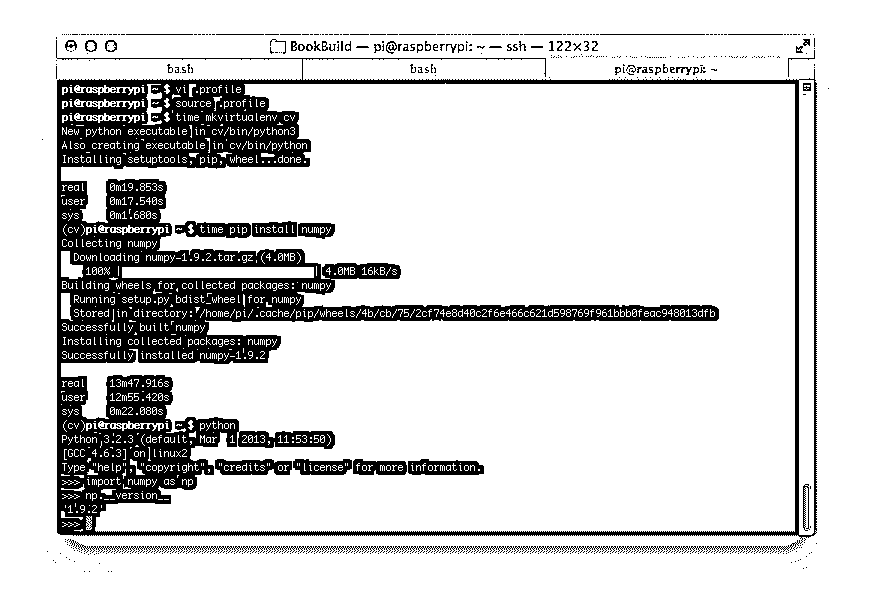 BookBuild — pi@raspberrypi: ~ — ssh — 122×32
bash bash pi@raspberrypi: ~
pi@raspberrypi ~ $ vi .profile
pi@raspberrypi ~ $ source .profile
pi@raspberrypi ~ $ time mkvirtualenv cv
New python executable in cv/bin/python3
Also creating executable in cv/bin/python
Installing setuptools, pip, wheel...done.
real 0m19.853s
user 0m17.540s
sys 0m1.680s
(cv)pi@raspberrypi ~ $ time pip install numpy
Collecting numpy
Downloading numpy-1.9.2.tar.gz (4.0MB)
100% | | 4.0MB 16kB/s
Building wheels for collected packages: numpy
Running setup.py bdist_wheel for numpy
Stored in directory: /home/pi/.cache/pip/wheels/4b/cb/75/2cf74e8d40c2f6e466c621d598769f961bbb0feac948013dfb
Successfully built numpy
Installing collected packages: numpy
Successfully installed numpy-1.9.2
real 13m47.916s
user 12m55.420s
sys 0m22.080s
(cv)pi@raspberrypi ~ $ python
Python 3.2.3 (default, Mar 1 2013, 11:53:50)
[GCC 4.6.3] on linux2
Type "help", "copyright", "credits" or "license" for more information.
>>> import numpy as np
>>> np.__version__
'1.9.2'
>>>